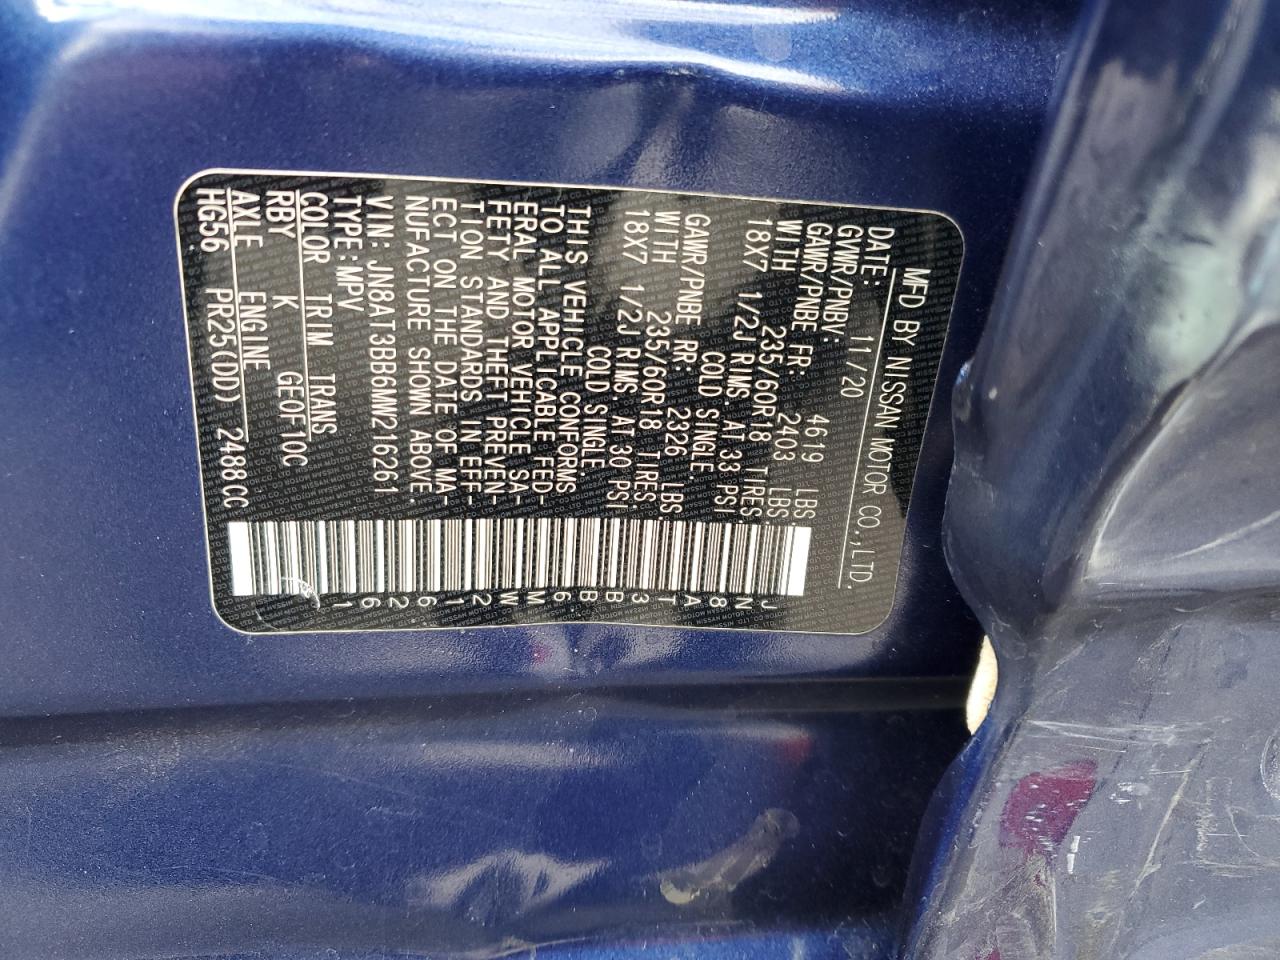 MFD BY NISSAN MOTOR CO.,LTD.
DATE: 11/20
GVWR/PNBV: 4619 LBS.
GAWR/PNBE FR: 2403 LBS.
WITH 235/60R18 TIRES,
18X7 1/2J RIMS. AT 33 PSI
COLD SINGLE.
GAWR/PNBE RR: 2326 LBS.
WITH 235/60R18 TIRES,
18X7 1/2J RIMS. AT 30 PSI
COLD SINGLE.
THIS VEHICLE CONFORMS
TO ALL APPLICABLE FED-
ERAL MOTOR VEHICLE SA-
FETY AND THEFT PREVEN-
TION STANDARDS IN EFF-
ECT ON THE DATE OF MA-
NUFACTURE SHOWN ABOVE.
VIN: JN8AT3BB6MW216261
TYPE:MPV
COLOR TRIM TRANS
RBY K GEOF10C
AXLE ENGINE
HG56 PR25(DD) 2488CC
JN8AT3BB6MW216261